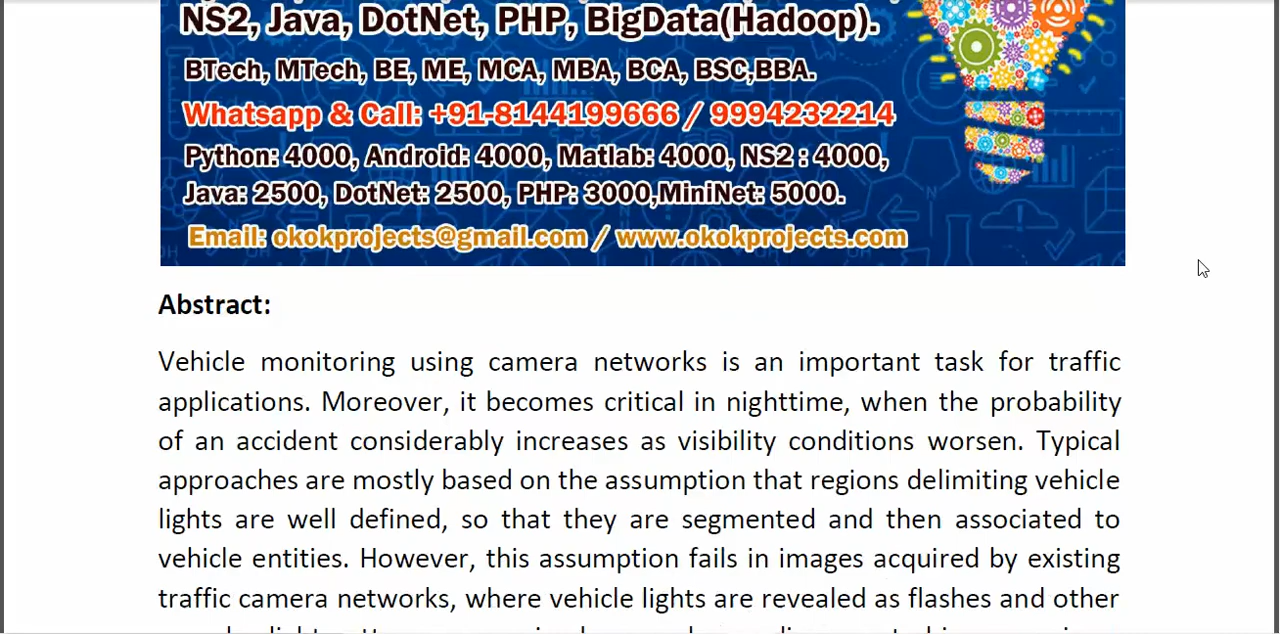 NS2, Java, DotNet, PHP, BigData(Hadoop).
BTech, MTech, BE, ME, MCA, MBA, BCA, BSC,BBA.
Whatsapp & Call: +91-8144199666 / 9994232214
Python: 4000, Android: 4000, Matlab: 4000, NS2 : 4000,
Java: 2500, DotNet: 2500, PHP: 3000,MiniNet: 5000.
Email: okokprojects@gmail.com / www.okokprojects.com
Abstract:
Vehicle monitoring using camera networks is an important task for traffic
applications. Moreover, it becomes critical in nighttime, when the probability
of an accident considerably increases as visibility conditions worsen. Typical
approaches are mostly based on the assumption that regions delimiting vehicle
lights are well defined, so that they are segmented and then associated to
vehicle entities. However, this assumption fails in images acquired by existing
traffic camera networks, where vehicle lights are revealed as flashes and other